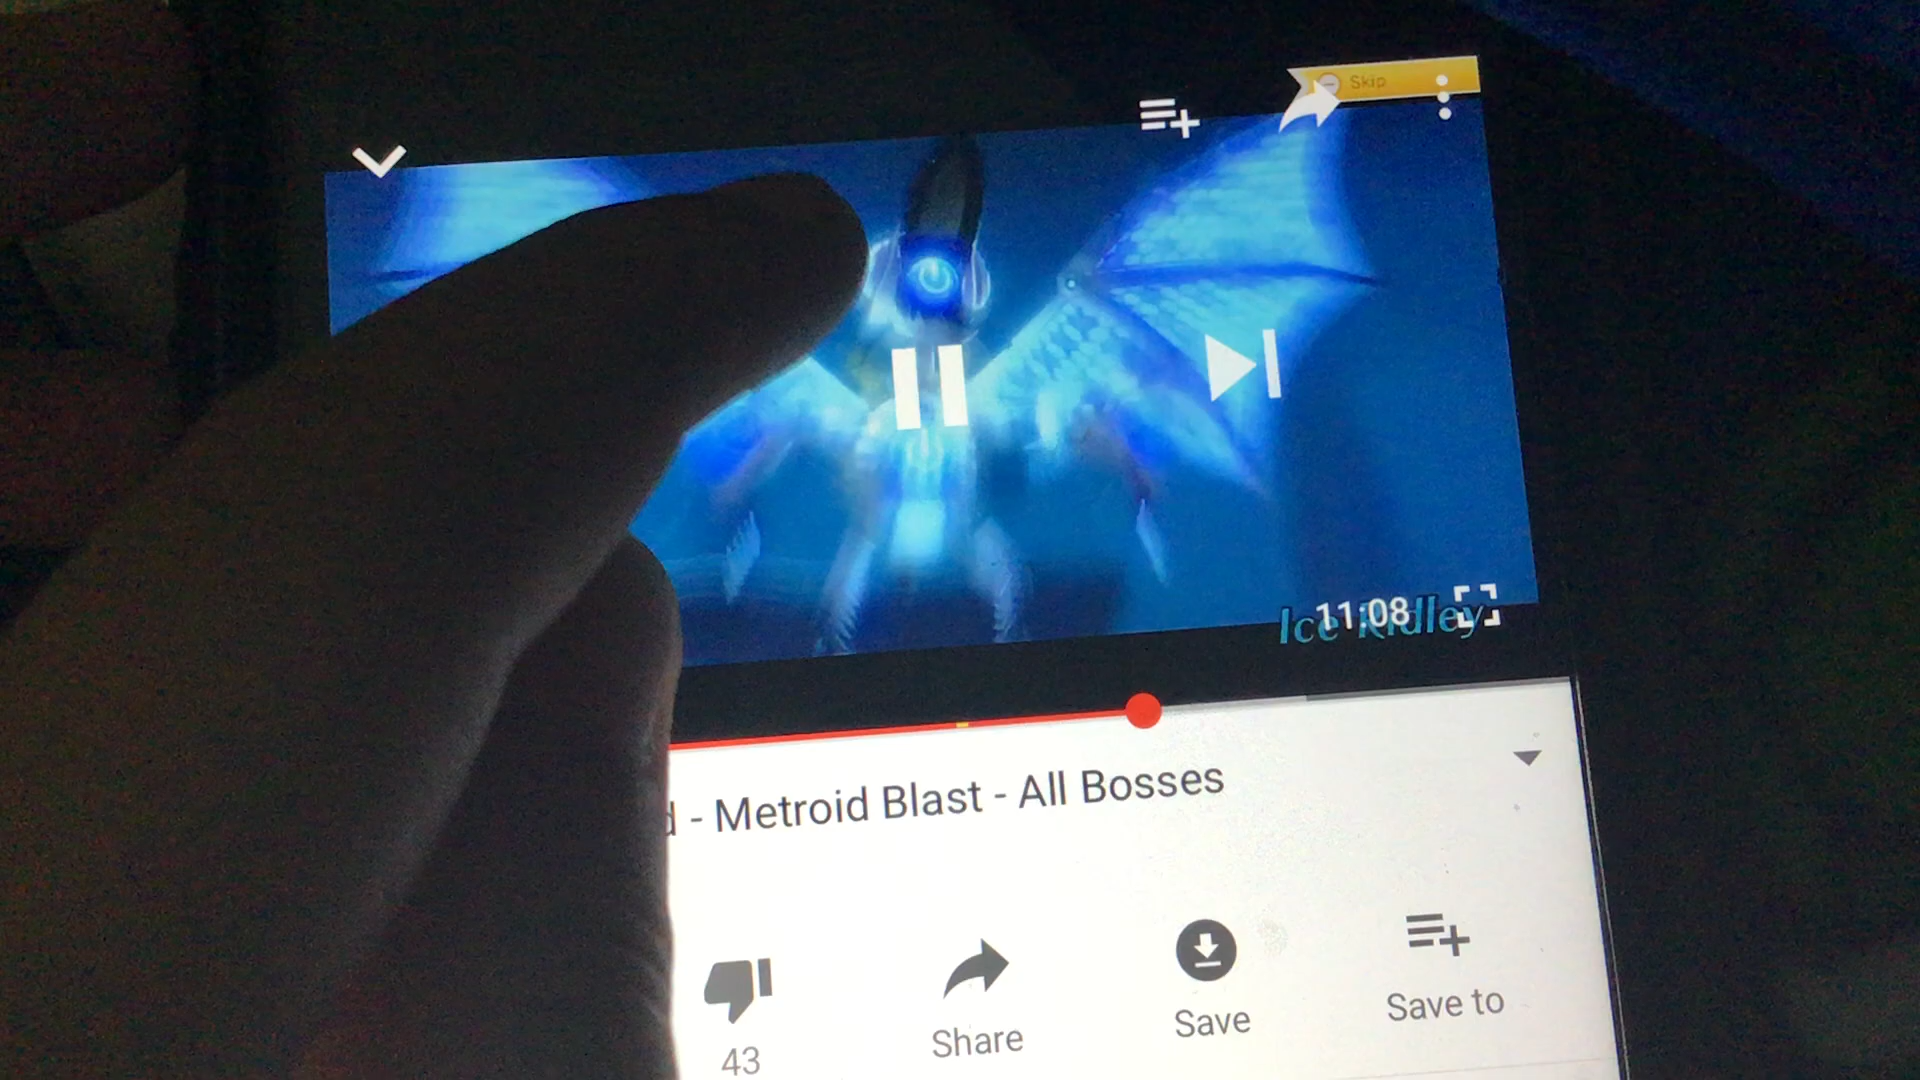 Skip
11:08
Ice Ridley
d - Metroid Blast - All Bosses
43
Share
Save
Save to